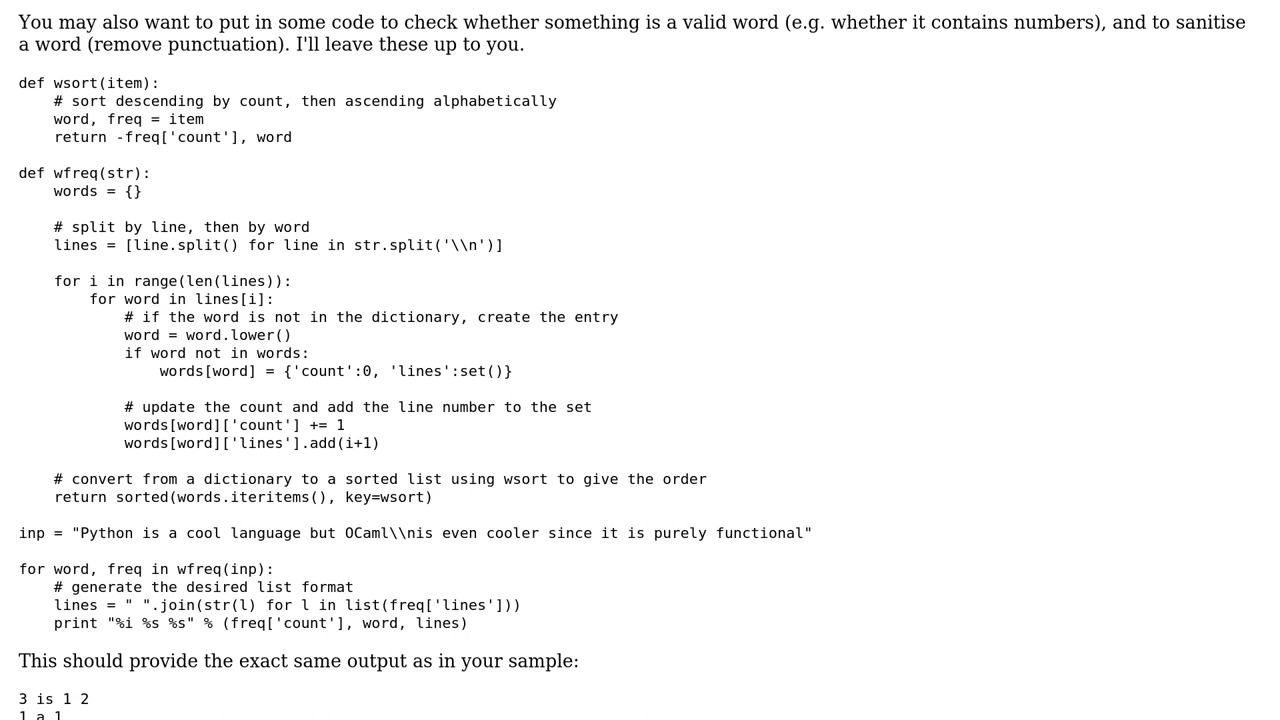 You may also want to put in some code to check whether something is a valid word (e.g. whether it contains numbers), and to sanitise
a word (remove punctuation). I'll leave these up to you.
def wsort(item):
    # sort descending by count, then ascending alphabetically
    word, freq = item
    return -freq['count'], word
def wfreq(str):
    words = {}
    # split by line, then by word
    lines = [line.split() for line in str.split('\\n')]
    for i in range(len(lines)):
        for word in lines[i]:
            # if the word is not in the dictionary, create the entry
            word = word.lower()
            if word not in words:
                words[word] = {'count':0, 'lines':set()}
            # update the count and add the line number to the set
            words[word]['count'] += 1
            words[word]['lines'].add(i+1)
    # convert from a dictionary to a sorted list using wsort to give the order
    return sorted(words.iteritems(), key=wsort)
inp = "Python is a cool language but OCaml\\nis even cooler since it is purely functional"
for word, freq in wfreq(inp):
    # generate the desired list format
    lines = " ".join(str(l) for l in list(freq['lines']))
    print "%i %s %s" % (freq['count'], word, lines)
This should provide the exact same output as in your sample:
3 is 1 2
1 a 1